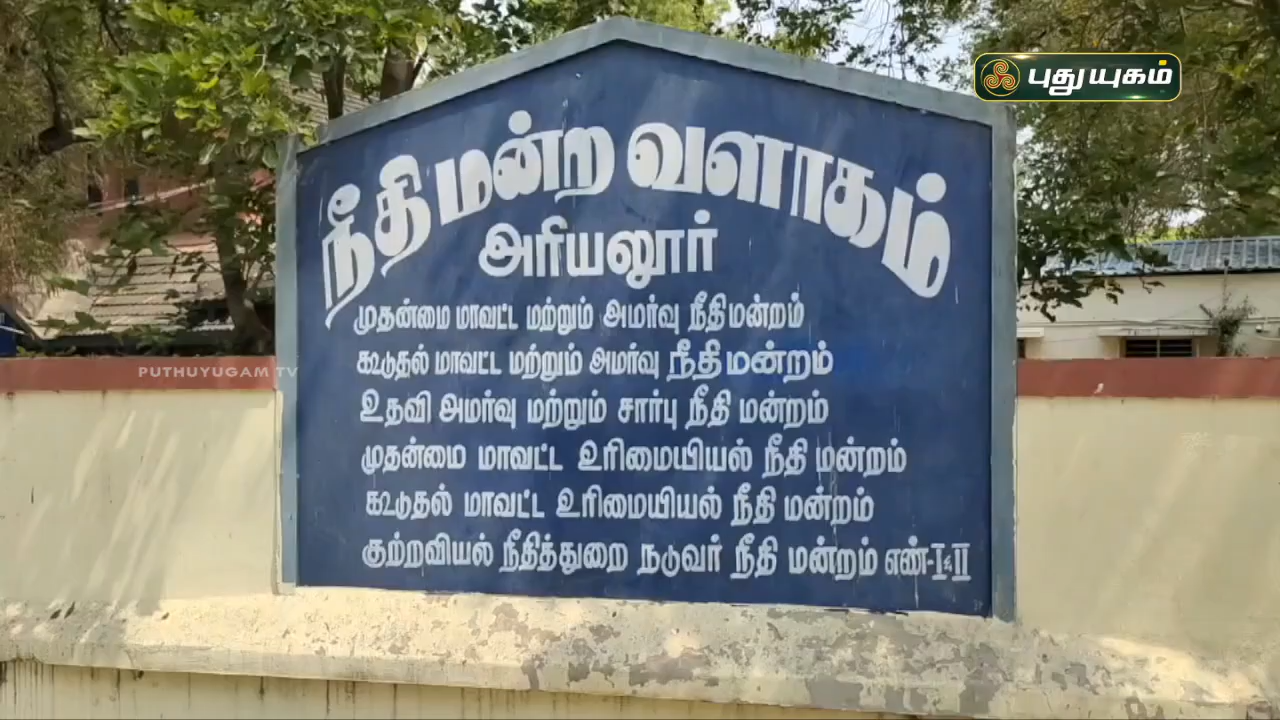 புதுயுகம்
நீதி மன்ற வளாகம்
அரியலூர்
முதன்மை மாவட்ட மற்றும் அமர்வு நீதிமன்றம்
கூடுதல் மாவட்ட மற்றும் அமர்வு நீதிமன்றம்
உதவி அமர்வு மற்றும் சார்பு நீதி மன்றம்
முதன்மை மாவட்ட உரிமையியல் நீதி மன்றம்
கூடுதல் மாவட்ட உரிமையியல் நீதி மன்றம்
குற்றவியல் நீதித்துறை நடுவர் நீதி மன்றம் எண்-I&II
PUTHUYUGAM TV